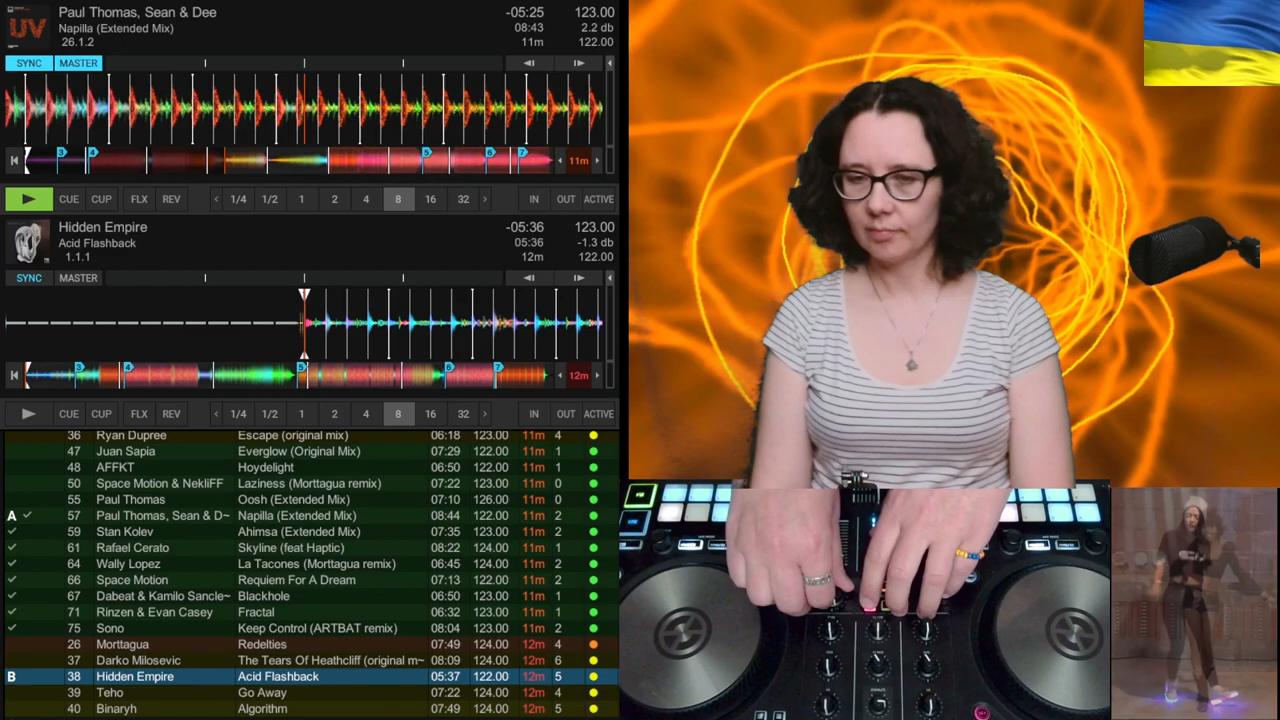 UV
Paul Thomas, Sean & Dee -05:25 123.00
Napilla (Extended Mix) 08:43 2.2 db
26.1.2 11m 122.00
SYNC MASTER
3 4 5 6 7 11m
CUE CUP FLX REV 1/4 1/2 1 2 4 8 16 32 IN OUT ACTIVE
Hidden Empire -05:36 123.00
Acid Flashback 05:36 -1.3 db
1.1.1 12m 122.00
SYNC MASTER
3 4 5 6 7 12m
CUE CUP FLX REV 1/4 1/2 1 2 4 8 16 32 IN OUT ACTIVE
36 Ryan Dupree Escape (original mix) 06:18 123.00 11m 4
47 Juan Sapia Everglow (Original Mix) 07:29 122.00 11m 1
48 AFFKT Hoydelight 06:50 122.00 11m 1
50 Space Motion & NekliFF Laziness (Morttagua remix) 07:22 123.00 11m 0
55 Paul Thomas Oosh (Extended Mix) 07:10 126.00 11m 0
A 57 Paul Thomas, Sean & D~ Napilla (Extended Mix) 08:44 122.00 11m 2
59 Stan Kolev Ahimsa (Extended Mix) 07:35 123.00 11m 2
61 Rafael Cerato Skyline (feat Haptic) 08:22 124.00 11m 1
64 Wally Lopez La Tacones (Morttagua remix) 06:45 124.00 11m 2
66 Space Motion Requiem For A Dream 07:13 122.00 11m 2
67 Dabeat & Kamilo Sancle~ Blackhole 06:50 123.00 11m 1
71 Rinzen & Evan Casey Fractal 06:32 123.00 11m 1
75 Sono Keep Control (ARTBAT remix) 08:04 123.00 11m 2
26 Morttagua Redelties 07:49 124.00 12m 4
37 Darko Milosevic The Tears Of Heathcliff (original m~ 08:09 124.00 12m 6
B 38 Hidden Empire Acid Flashback 05:37 122.00 12m 5
39 Teho Go Away 07:22 124.00 12m 4
40 Binaryh Algorithm 07:49 124.00 12m 5